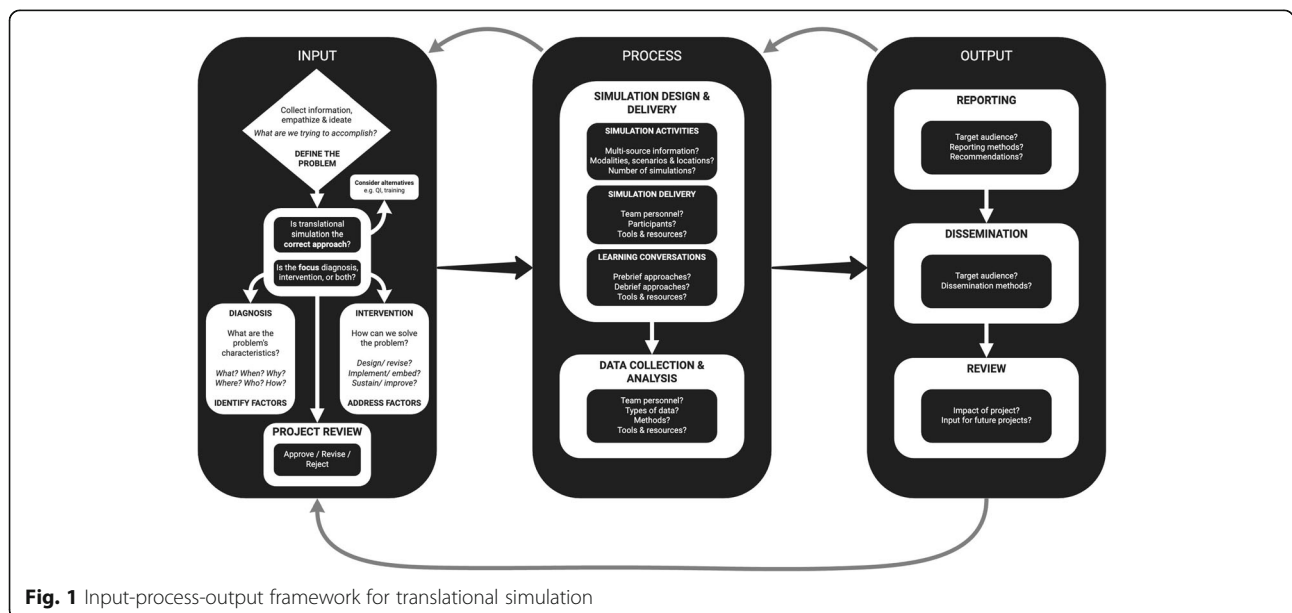 INPUT
Collect information,
empathize & ideate
What are we trying to accomplish?
DEFINE THE
PROBLEM
Consider alternatives
e.g. QI, training
Is translational
simulation the
correct approach?
Is the focus diagnosis,
intervention, or both?
DIAGNOSIS
What are the
problem's
characteristics?
What? When? Why?
Where? Who? How?
IDENTIFY FACTORS
INTERVENTION
How can we solve
the problem?
Design/ revise?
Implement/ embed?
Sustain/ improve?
ADDRESS FACTORS
PROJECT REVIEW
Approve / Revise /
Reject
PROCESS
SIMULATION DESIGN &
DELIVERY
SIMULATION ACTIVITIES
Multi-source information?
Modalities, scenarios & locations?
Number of simulations?
SIMULATION DELIVERY
Team personnel?
Participants?
Tools & resources?
LEARNING CONVERSATIONS
Prebrief approaches?
Debrief approaches?
Tools & resources?
DATA COLLECTION &
ANALYSIS
Team personnel?
Types of data?
Methods?
Tools & resources?
OUTPUT
REPORTING
Target audience?
Reporting methods?
Recommendations?
DISSEMINATION
Target audience?
Dissemination methods?
REVIEW
Impact of project?
Input for future projects?
Fig. 1 Input-process-output framework for translational simulation